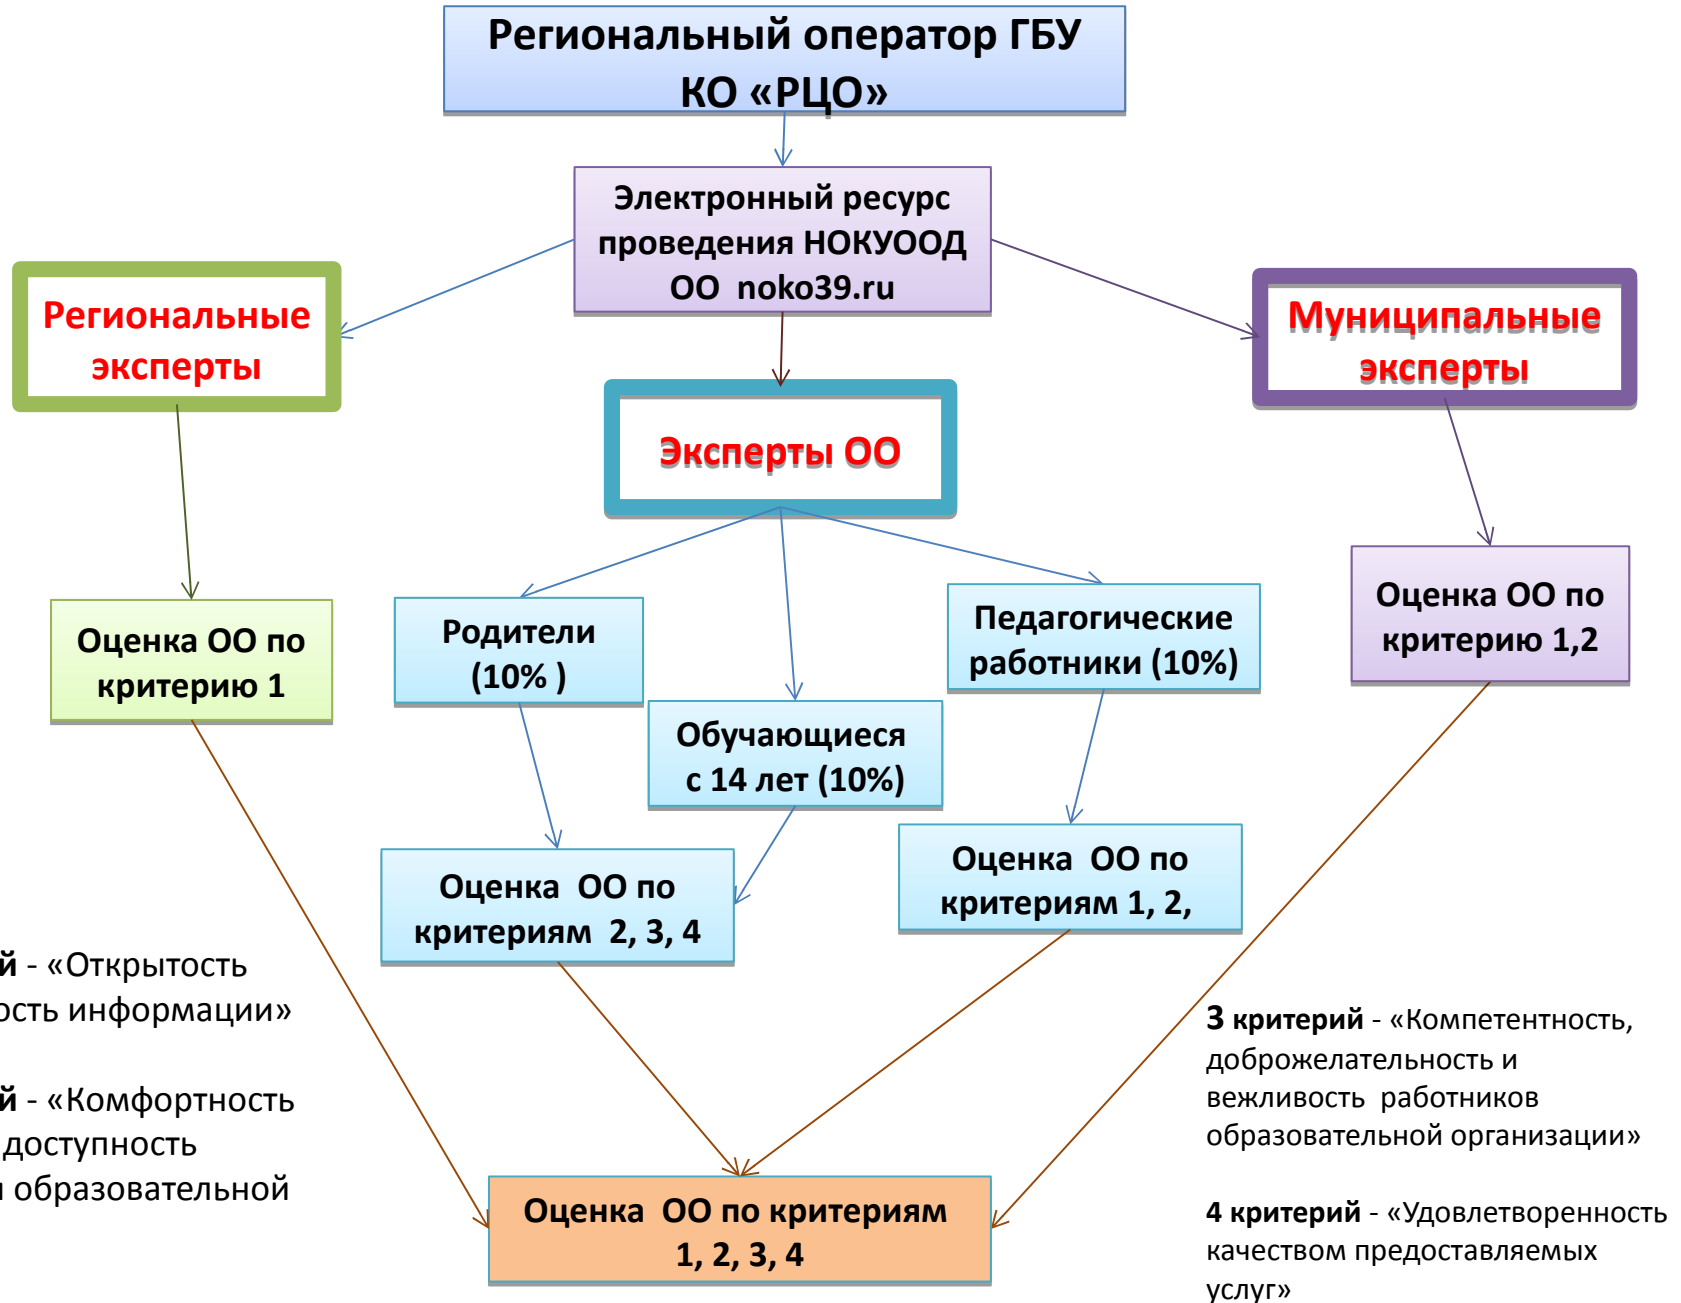 Региональный оператор ГБУ
КО «РЦО»
Электронный ресурс
проведения НОКУООД
ОО noko39.ru
Региональные
эксперты
Муниципальные
эксперты
Эксперты ОО
Оценка ОО по
критерию 1
Родители
(10% )
Обучающиеся
с 14 лет (10%)
Педагогические
работники (10%)
Оценка ОО по
критерию 1,2
Оценка ОО по
критериям 2, 3, 4
Оценка ОО по
критериям 1, 2,
й - «Открытость
ость информации»
й - «Комфортность
доступность
образовательной
3 критерий - «Компетентность,
доброжелательность и
вежливость работников
образовательной организации»
4 критерий - «Удовлетворенность
качеством предоставляемых
услуг»
Оценка ОО по критериям
1, 2, 3, 4